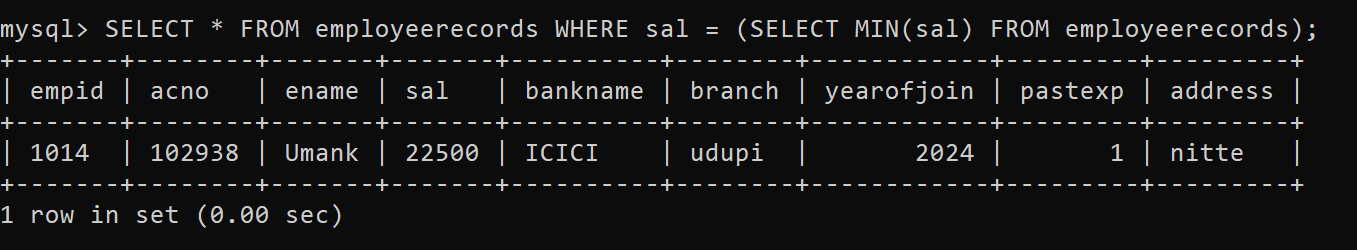 mysql> SELECT * FROM employeerecords WHERE sal = (SELECT MIN(sal) FROM employeerecords);
+-------+--------+-------+-------+----------+--------+------------+---------+---------+
| empid | acno   | ename | sal   | bankname | branch | yearofjoin | pastexp | address |
+-------+--------+-------+-------+----------+--------+------------+---------+---------+
| 1014  | 102938 | Umank | 22500 | ICICI    | udupi  |       2024 |       1 | nitte   |
+-------+--------+-------+-------+----------+--------+------------+---------+---------+
1 row in set (0.00 sec)